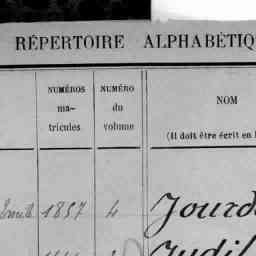 RÉPERTOIRE ALPHABÉTIQ
NUMÉROS
ma-
tricules
NUMÉRO
du
volume
NOM
(Il doit être écrit en
1857 4 Jourd